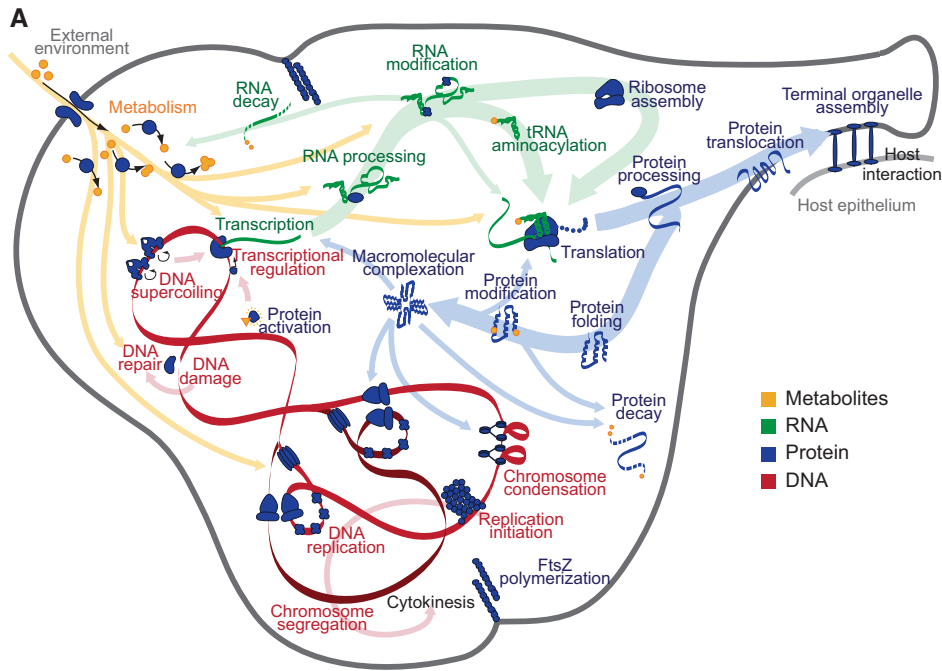 A
External
environment
Metabolism
RNA
decay
RNA
modification
Ribosome
assembly
Terminal organelle
assembly
tRNA
aminoacylation
Protein
translocation
RNA processing
Protein
processing
Host
interaction
Host epithelium
Transcription
Translation
Transcriptional
regulation
Macromolecular
complexation
DNA
supercoiling
Protein
modification
Protein
activation
Protein
folding
DNA
repair
DNA
damage
Protein
decay
Metabolites
RNA
Protein
DNA
Chromosome
condensation
Replication
initiation
DNA
replication
FtsZ
polymerization
Cytokinesis
Chromosome
segregation